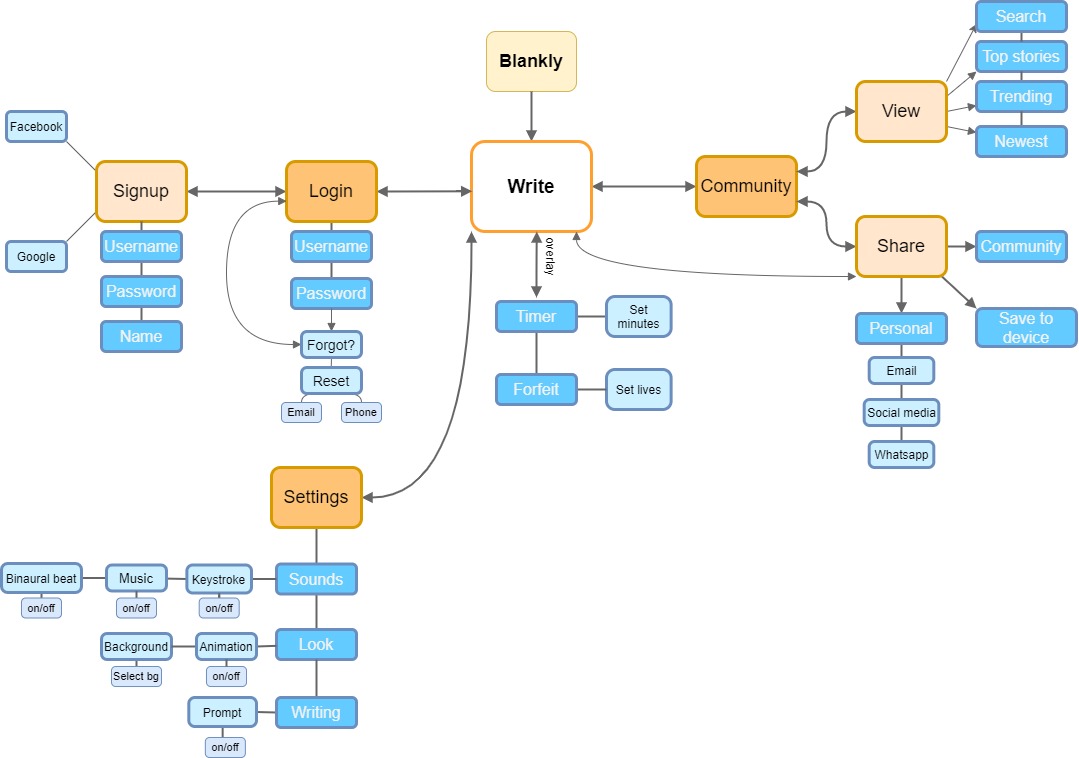 Blankly
Write
overlay
Timer
Set
minutes
Forfeit
Set lives
Facebook
Google
Signup
Username
Password
Name
Login
Username
Password
Forgot?
Reset
Email
Phone
Community
View
Search
Top stories
Trending
Newest
Share
Community
Save to
device
Personal
Email
Social media
Whatsapp
Settings
Binaural beat
on/off
Music
on/off
Keystroke
on/off
Sounds
Background
Select bg
Animation
on/off
Look
Prompt
on/off
Writing